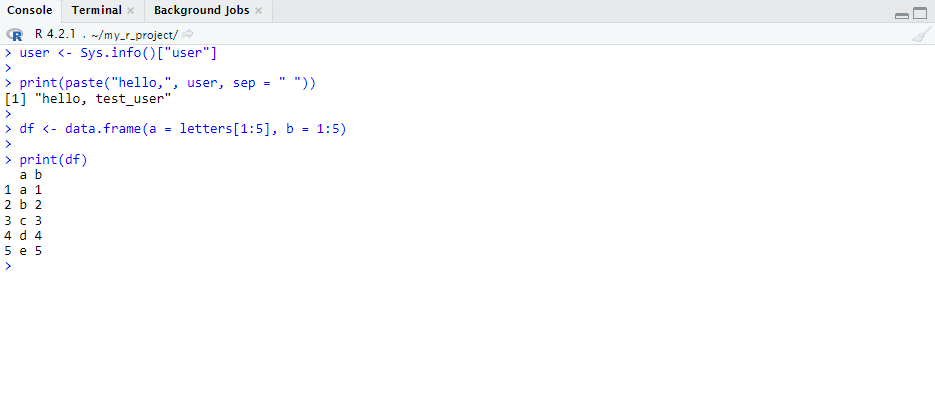 Console Terminal × Background Jobs ×
R R 4.2.1 . ~/my_r_project/
> user <- Sys.info()["user"]
>
> print(paste("hello,", user, sep = " "))
[1] "hello, test_user"
>
> df <- data.frame(a = letters[1:5], b = 1:5)
>
> print(df)
  a b
1 a 1
2 b 2
3 c 3
4 d 4
5 e 5
>